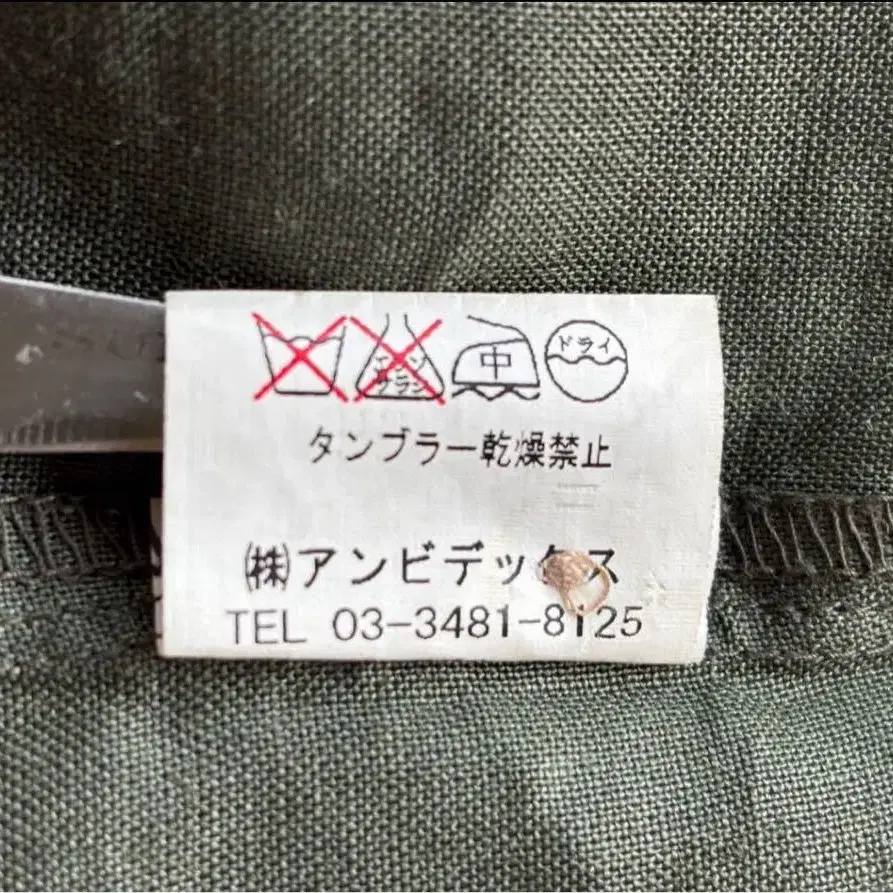 中 ドライ
タンブラー乾燥禁止
㈱アンビデックス
TEL 03-3481-8125